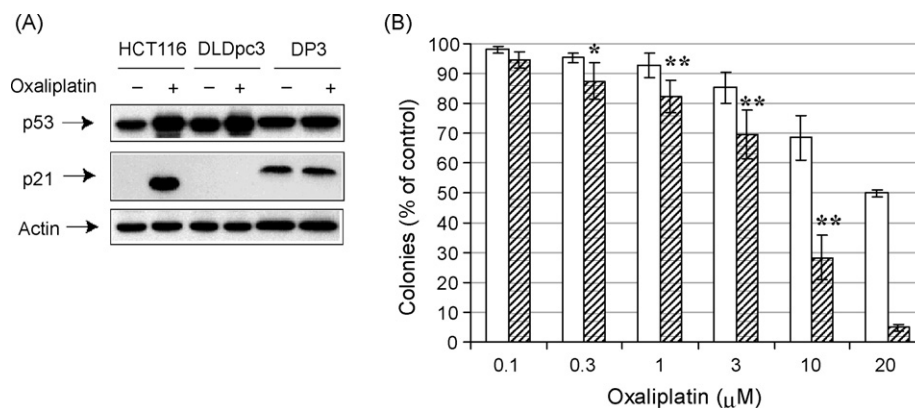 (A)
HCT116 DLDpc3 DP3
Oxaliplatin − + − + − +
p53
p21
Actin
(B)
Colonies (% of control)
100
90
80
70
60
50
40
30
20
10
0
* ** ** **
0.1 0.3 1 3 10 20
Oxaliplatin (μM)